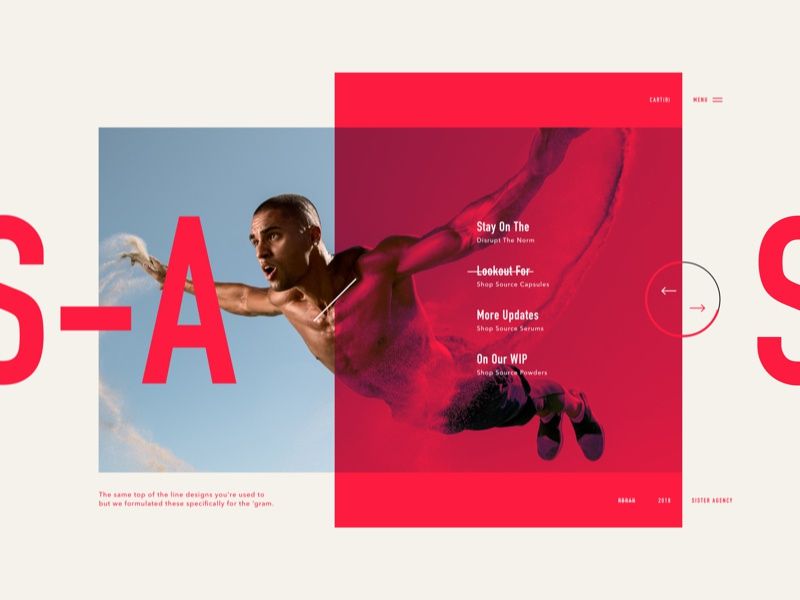 CART(0)
MENU
S-A
S
Stay On The
Disrupt The Norm
Lookout For
Shop Source Capsules
More Updates
Shop Source Serums
On Our WIP
Shop Source Powders
The same top of the line designs you're used to
but we formulated these specifically for the 'gram.
2018
SISTER AGENCY